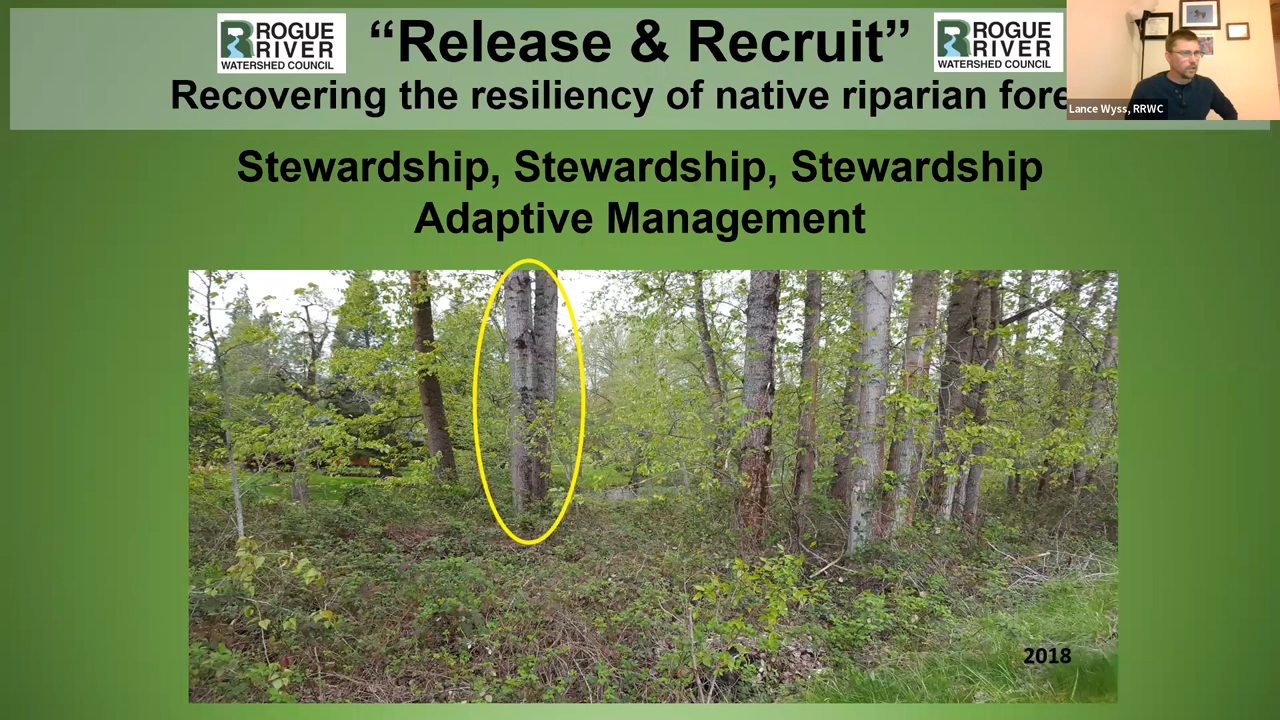 ROGUE
RIVER
WATERSHED COUNCIL
“Release & Recruit”
ROGUE
RIVER
WATERSHED COUNCIL
Recovering the resiliency of native riparian fore
Lance Wyss, RRWC
Stewardship, Stewardship, Stewardship
Adaptive Management
2018